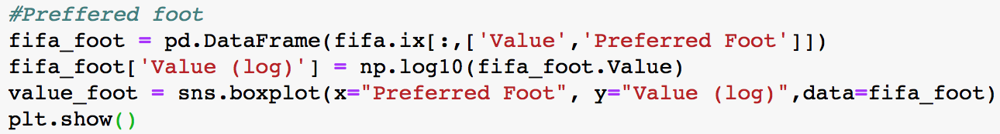 #Preffered foot
fifa_foot = pd.DataFrame(fifa.ix[:,['Value','Preferred Foot']])
fifa_foot['Value (log)'] = np.log10(fifa_foot.Value)
value_foot = sns.boxplot(x="Preferred Foot", y="Value (log)",data=fifa_foot)
plt.show()